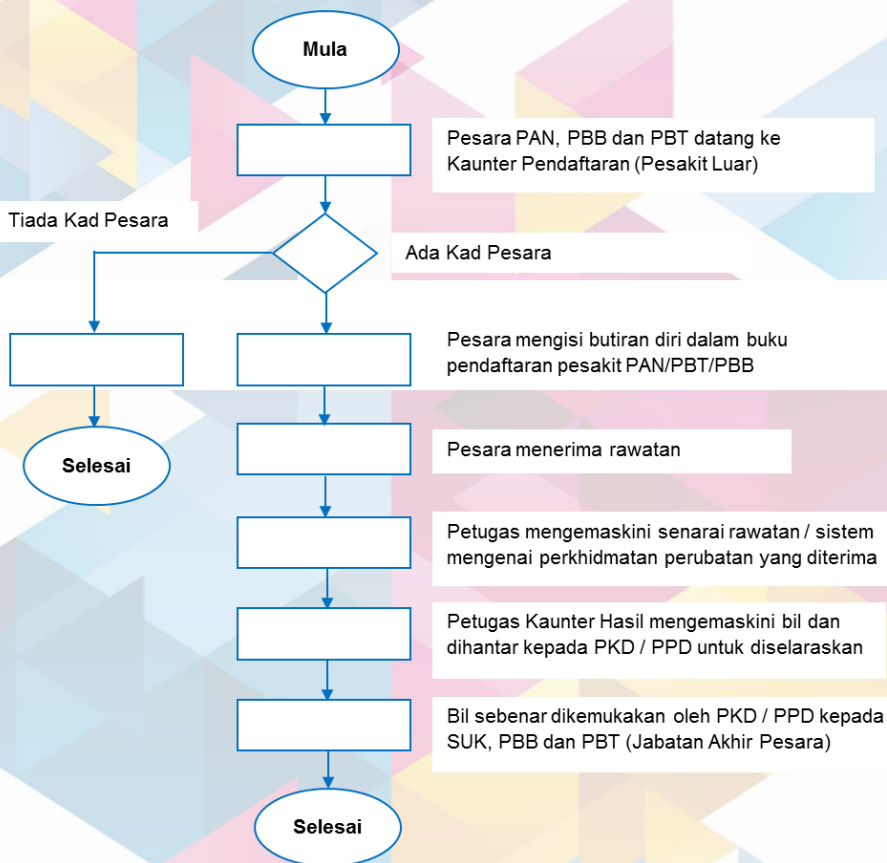 Mula
Pesara PAN, PBB dan PBT datang ke
Kaunter Pendaftaran (Pesakit Luar)
Tiada Kad Pesara
Ada Kad Pesara
Pesara mengisi butiran diri dalam buku
pendaftaran pesakit PAN/PBT/PBB
Selesai
Pesara menerima rawatan
Petugas mengemaskini senarai rawatan / sistem
mengenai perkhidmatan perubatan yang diterima
Petugas Kaunter Hasil mengemaskini bil dan
dihantar kepada PKD / PPD untuk diselaraskan
Bil sebenar dikemukakan oleh PKD / PPD kepada
SUK, PBB dan PBT (Jabatan Akhir Pesara)
Selesai